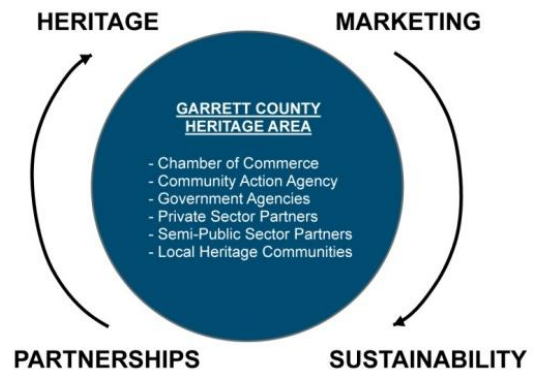 HERITAGE
MARKETING
GARRETT COUNTY
HERITAGE AREA
- Chamber of Commerce
- Community Action Agency
- Government Agencies
- Private Sector Partners
- Semi-Public Sector Partners
- Local Heritage Communities
PARTNERSHIPS
SUSTAINABILITY